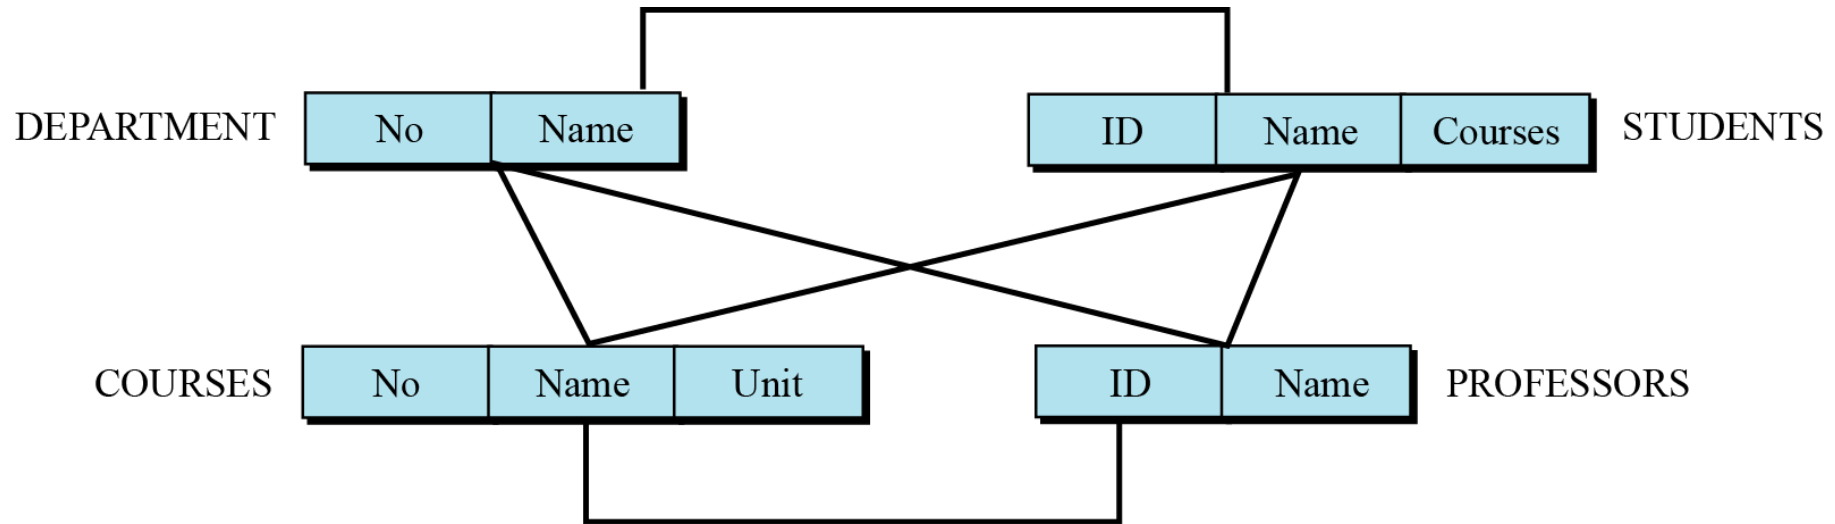 DEPARTMENT No Name
ID Name Courses STUDENTS
COURSES No Name Unit
ID Name PROFESSORS